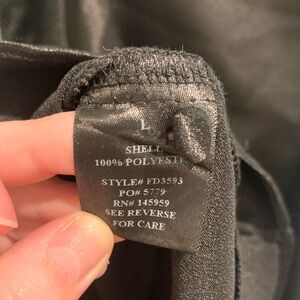 L
SHELL
100% POLYESTE
STYLE# FD3593
PO# 5779
RN# 145959
SEE REVERSE
FOR CARE